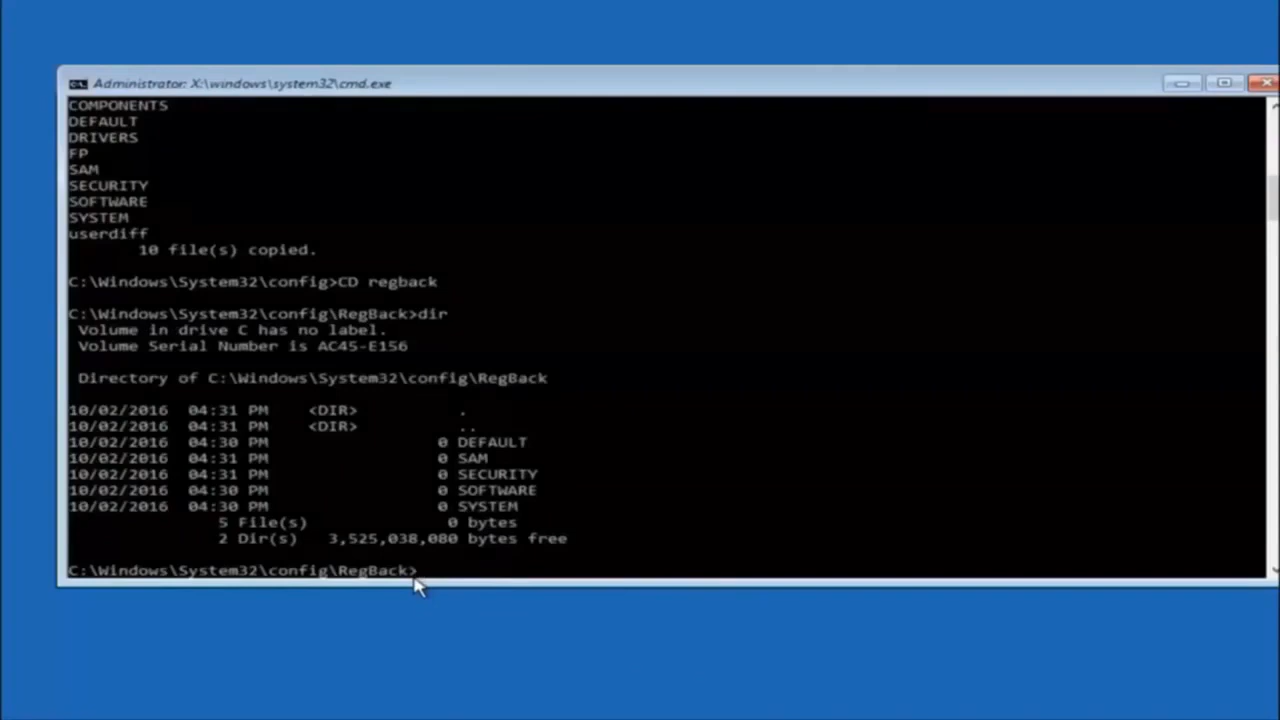 Administrator: X:\windows\system32\cmd.exe
COMPONENTS
DEFAULT
DRIVERS
FP
SAM
SECURITY
SOFTWARE
SYSTEM
userdiff
10 file(s) copied.
C:\Windows\System32\config>CD regback
C:\Windows\System32\config\RegBack>dir
Volume in drive C has no label.
Volume Serial Number is AC45-E156
Directory of C:\Windows\System32\config\RegBack
10/02/2016 04:31 PM <DIR> .
10/02/2016 04:31 PM <DIR> ..
10/02/2016 04:30 PM 0 DEFAULT
10/02/2016 04:31 PM 0 SAM
10/02/2016 04:31 PM 0 SECURITY
10/02/2016 04:30 PM 0 SOFTWARE
10/02/2016 04:30 PM 0 SYSTEM
5 File(s) 0 bytes
2 Dir(s) 3,525,038,080 bytes free
C:\Windows\System32\config\RegBack>